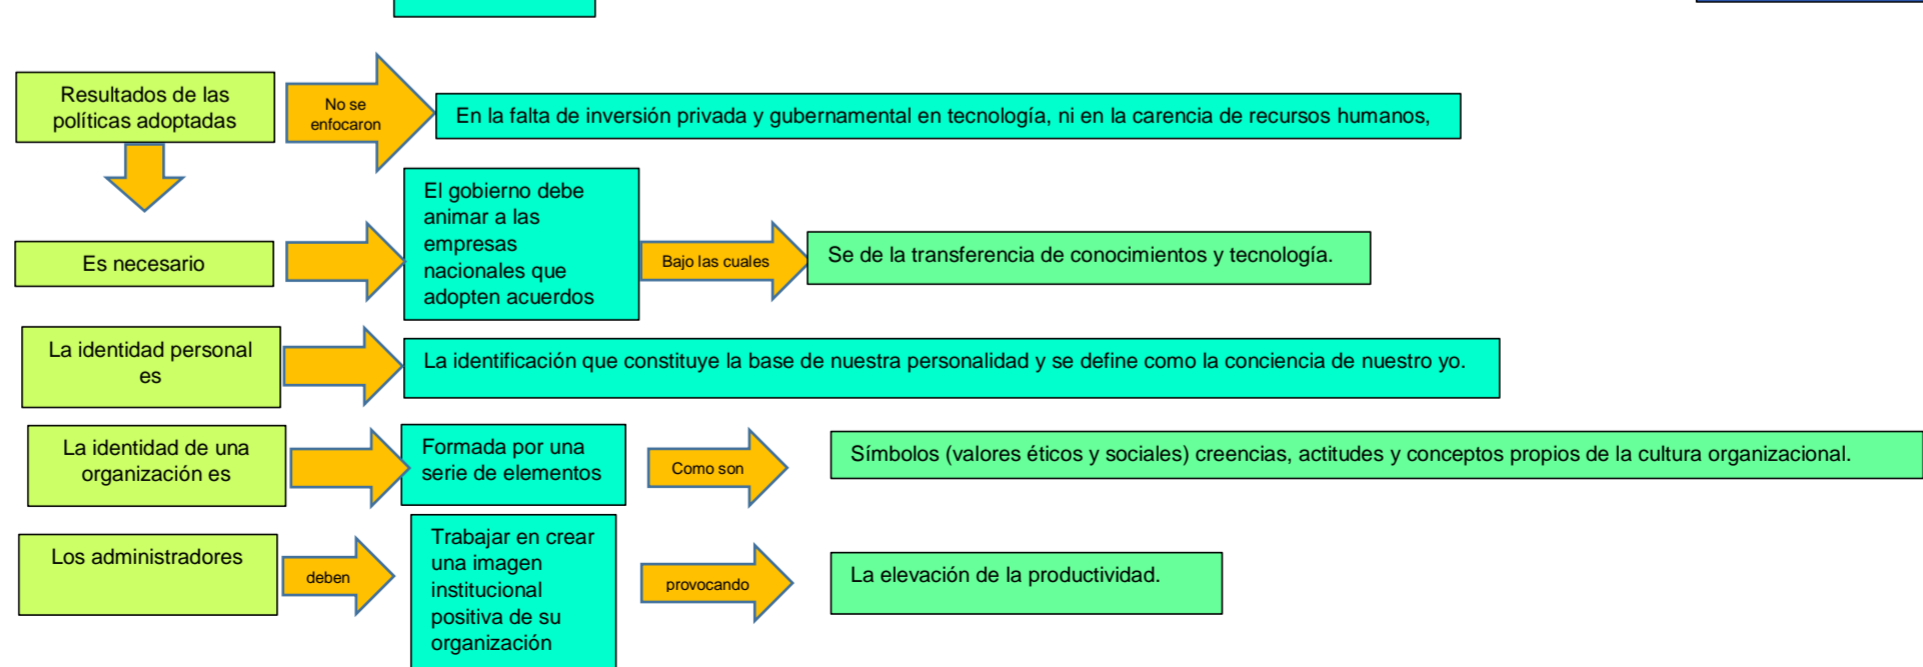 Resultados de las
políticas adoptadas
No se
enfocaron
En la falta de inversión privada y gubernamental en tecnología, ni en la carencia de recursos humanos,
Es necesario
El gobierno debe
animar a las
empresas
nacionales que
adopten acuerdos
Bajo las cuales
Se de la transferencia de conocimientos y tecnología.
La identidad personal
es
La identificación que constituye la base de nuestra personalidad y se define como la conciencia de nuestro yo.
La identidad de una
organización es
Formada por una
serie de elementos
Como son
Símbolos (valores éticos y sociales) creencias, actitudes y conceptos propios de la cultura organizacional.
Los administradores
deben
Trabajar en crear
una imagen
institucional
positiva de su
organización
provocando
La elevación de la productividad.